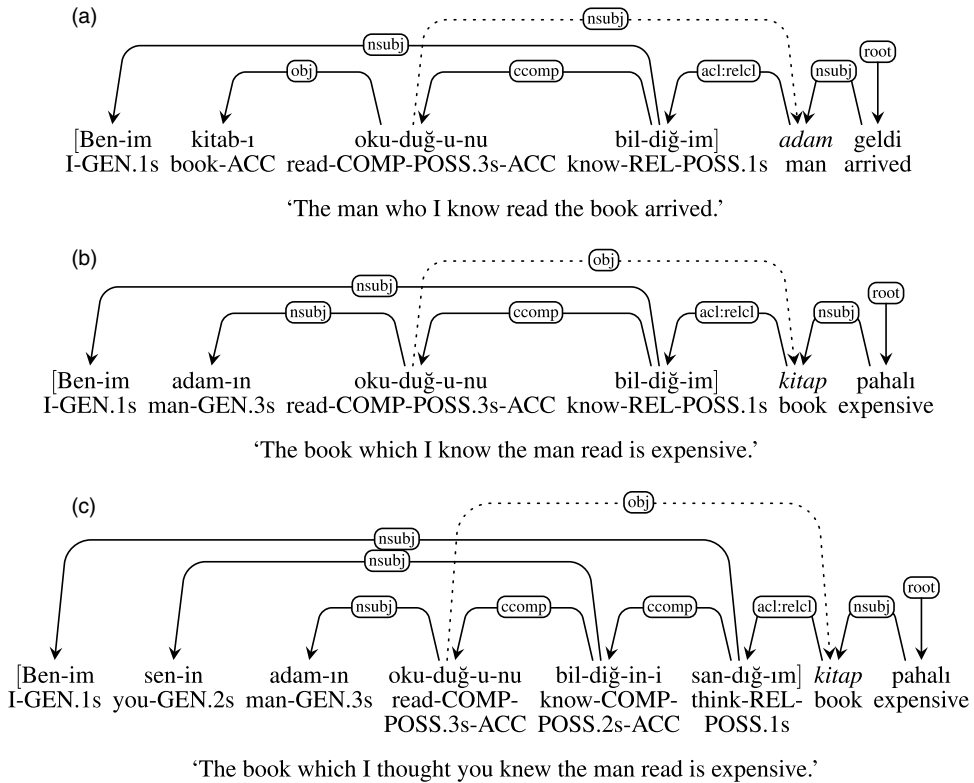 (a)
nsubj
nsubj
root
obj ccomp acl:relcl nsubj
[Ben-im kitab-ı oku-duğ-u-nu bil-diğ-im] adam geldi
I-GEN.1s book-ACC read-COMP-POSS.3s-ACC know-REL-POSS.1s man arrived
‘The man who I know read the book arrived.’
(b)
obj
nsubj root
nsubj ccomp acl:relcl nsubj
[Ben-im adam-ın oku-duğ-u-nu bil-diğ-im] kitap pahalı
I-GEN.1s man-GEN.3s read-COMP-POSS.3s-ACC know-REL-POSS.1s book expensive
‘The book which I know the man read is expensive.’
(c)
obj
nsubj
nsubj
root
nsubj ccomp ccomp acl:relcl nsubj
[Ben-im sen-in adam-ın oku-duğ-u-nu bil-diğ-in-i san-dığ-ım] kitap pahalı
I-GEN.1s you-GEN.2s man-GEN.3s read-COMP- know-COMP- think-REL- book expensive
POSS.3s-ACC POSS.2s-ACC POSS.1s
‘The book which I thought you knew the man read is expensive.’